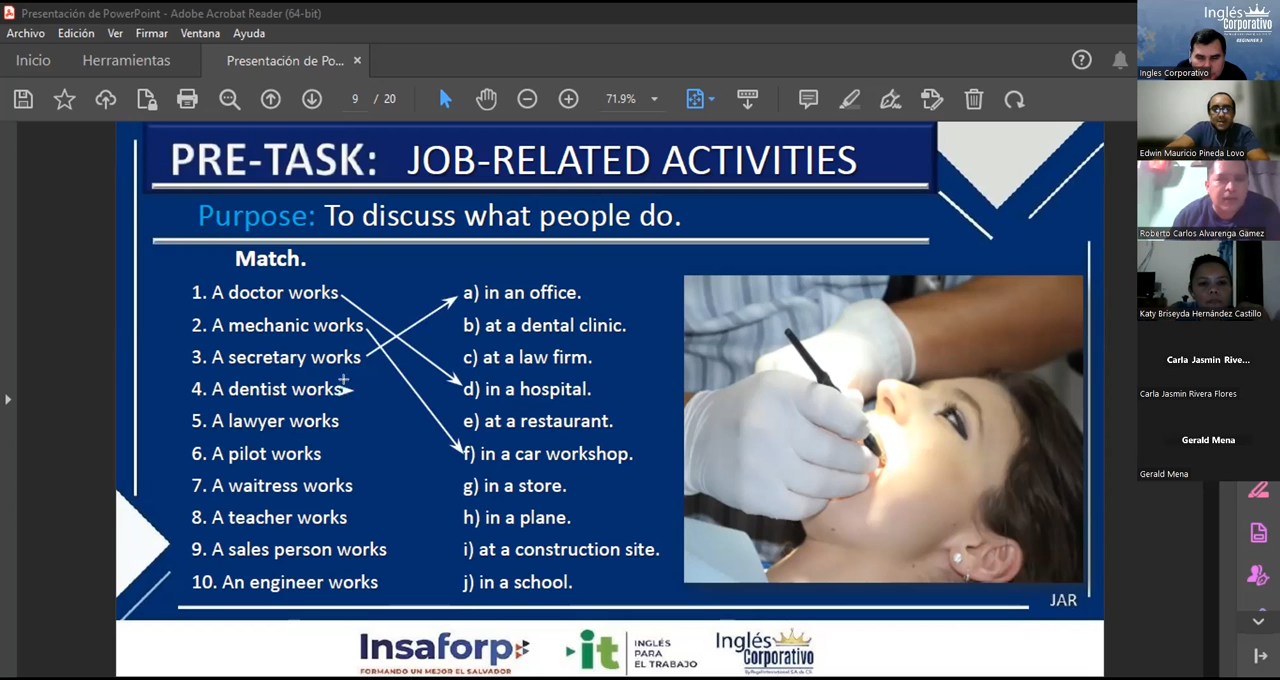 Presentación de PowerPoint - Adobe Acrobat Reader (64-bit)
Archivo Edición Ver Firmar Ventana Ayuda
Inicio Herramientas Presentación de Po... ×
9 / 20 71.9%
PRE-TASK: JOB-RELATED ACTIVITIES
Purpose: To discuss what people do.
Match.
1. A doctor works a) in an office.
2. A mechanic works b) at a dental clinic.
3. A secretary works c) at a law firm.
4. A dentist works d) in a hospital.
5. A lawyer works e) at a restaurant.
6. A pilot works f) in a car workshop.
7. A waitress works g) in a store.
8. A teacher works h) in a plane.
9. A sales person works i) at a construction site.
10. An engineer works j) in a school.
JAR
Insaforp
FORMANDO UN MEJOR EL SALVADOR
it INGLÉS
PARA
EL TRABAJO
Inglés
Corporativo
Inglés
Corporativo
BEGINNER 3
Ingles Corporativo
Edwin Mauricio Pineda Lovo
Roberto Carlos Alvarenga Gámez
Katy Briseyda Hernández Castillo
Carla Jasmin Rive...
Carla Jasmin Rivera Flores
Gerald Mena
Gerald Mena